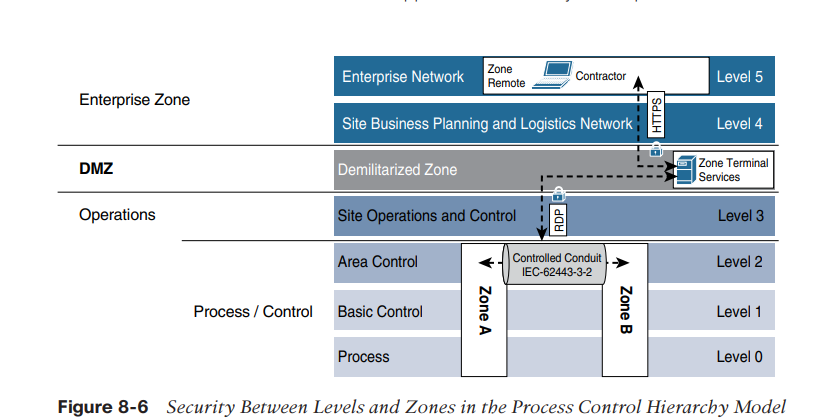 Enterprise Zone
Enterprise Network
Zone
Remote
Contractor
Level 5
Site Business Planning and Logistics Network
HTTPS
Level 4
DMZ
Demilitarized Zone
Zone Terminal
Services
Operations
Site Operations and Control
RDP
Level 3
Process / Control
Area Control
Controlled Conduit
IEC-62443-3-2
Level 2
Zone A
Zone B
Basic Control
Level 1
Process
Level 0
Figure 8-6 Security Between Levels and Zones in the Process Control Hierarchy Model